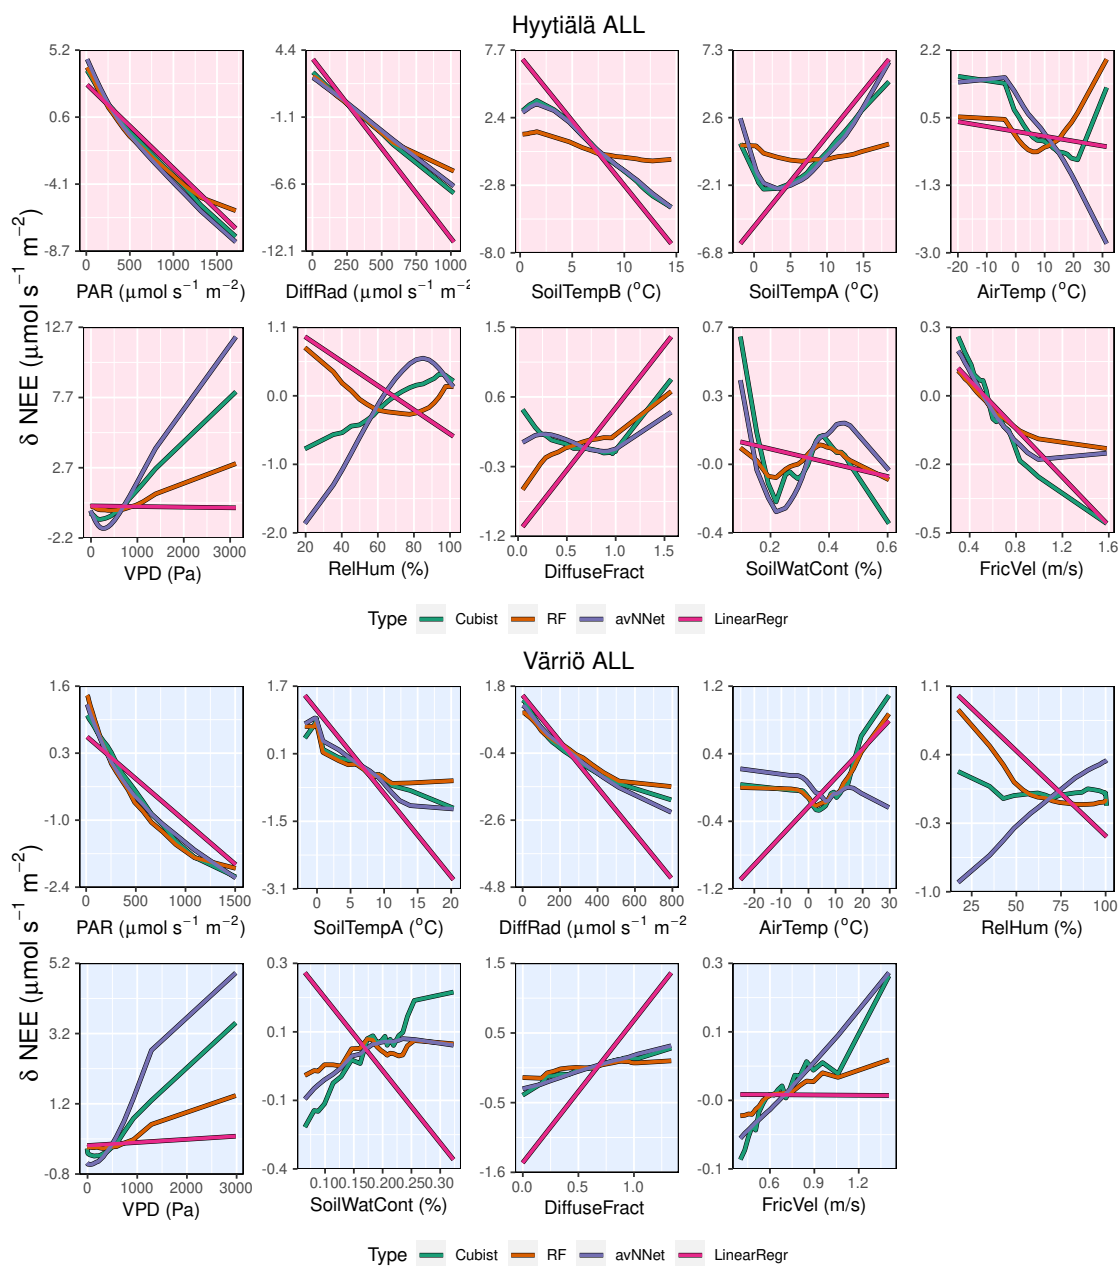 Hyytiälä ALL
5.2
0.6
-4.1
-8.7
0 500 1000 1500
PAR (μmol s⁻¹ m⁻²)
4.4
-1.1
-6.6
-12.1
0 250 500 750 1000
DiffRad (μmol s⁻¹ m⁻²
7.7
2.4
-2.8
-8.0
0 5 10 15
SoilTempB (°C)
7.3
2.6
-2.1
-6.8
0 5 10 15
SoilTempA (°C)
2.2
0.5
-1.3
-3.0
-20 -10 0 10 20 30
AirTemp (°C)
δ NEE (μmol s⁻¹ m⁻²)
12.7
7.7
2.7
-2.2
0 1000 2000 3000
VPD (Pa)
1.1
0.0
-1.0
-2.0
20 40 60 80 100
RelHum (%)
1.5
0.6
-0.3
-1.2
0.0 0.5 1.0 1.5
DiffuseFract
0.7
0.3
-0.0
-0.4
0.2 0.4 0.6
SoilWatCont (%)
0.3
0.0
-0.2
-0.5
0.4 0.8 1.2 1.6
FricVel (m/s)
Type Cubist RF avNNet LinearRegr
Värriö ALL
1.6
0.3
-1.0
-2.4
0 500 1000 1500
PAR (μmol s⁻¹ m⁻²)
1.7
0.1
-1.5
-3.1
0 5 10 15 20
SoilTempA (°C)
1.8
-0.4
-2.6
-4.8
0 200 400 600 800
DiffRad (μmol s⁻¹ m⁻²
1.2
0.4
-0.4
-1.2
-20 -10 0 10 20 30
AirTemp (°C)
1.1
0.4
-0.3
-1.0
25 50 75 100
RelHum (%)
δ NEE (μmol s⁻¹ m⁻²)
5.2
3.2
1.2
-0.8
0 1000 2000 3000
VPD (Pa)
0.3
0.1
-0.1
-0.4
0.10 0.15 0.20 0.25 0.30
SoilWatCont (%)
1.5
0.5
-0.5
-1.6
0.0 0.5 1.0
DiffuseFract
0.3
0.1
-0.0
-0.1
0.6 0.9 1.2
FricVel (m/s)
Type Cubist RF avNNet LinearRegr